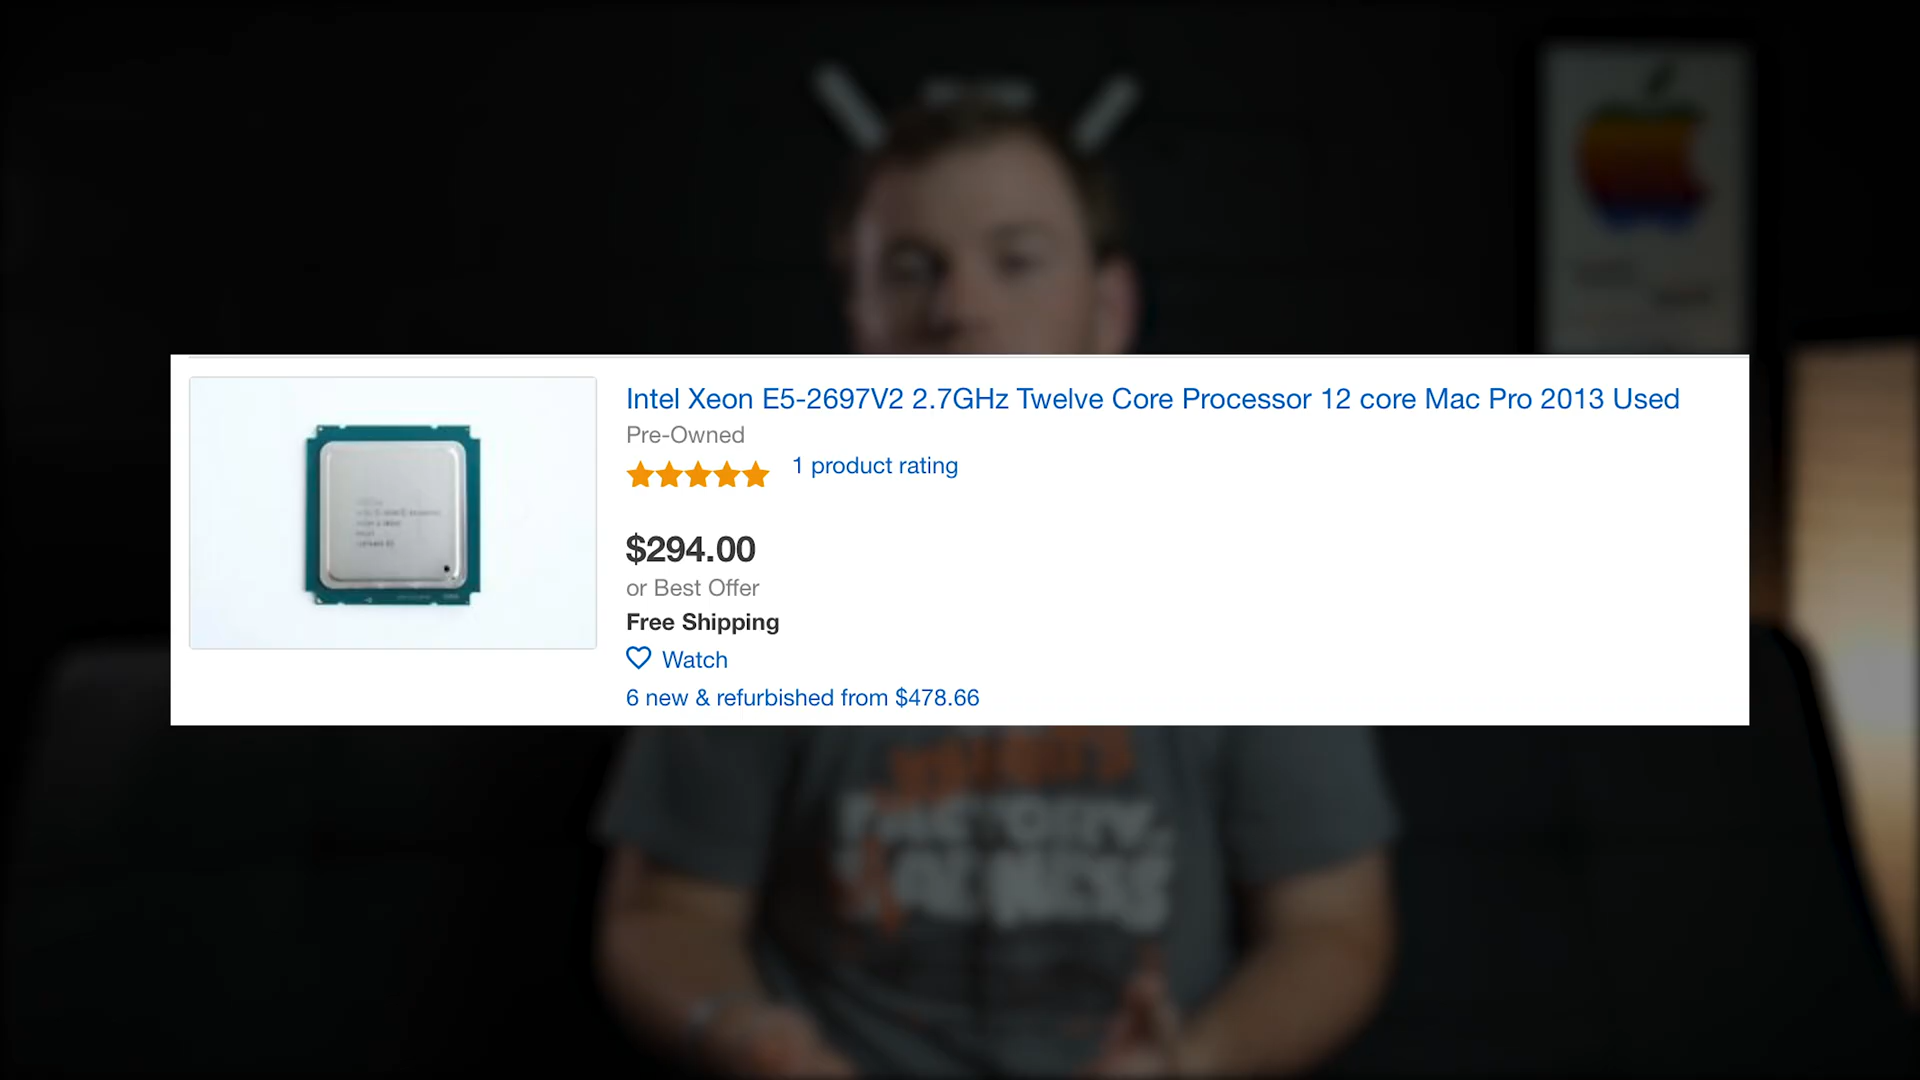 Intel Xeon E5-2697V2 2.7GHz Twelve Core Processor 12 core Mac Pro 2013 Used
Pre-Owned
1 product rating
$294.00
or Best Offer
Free Shipping
Watch
6 new & refurbished from $478.66